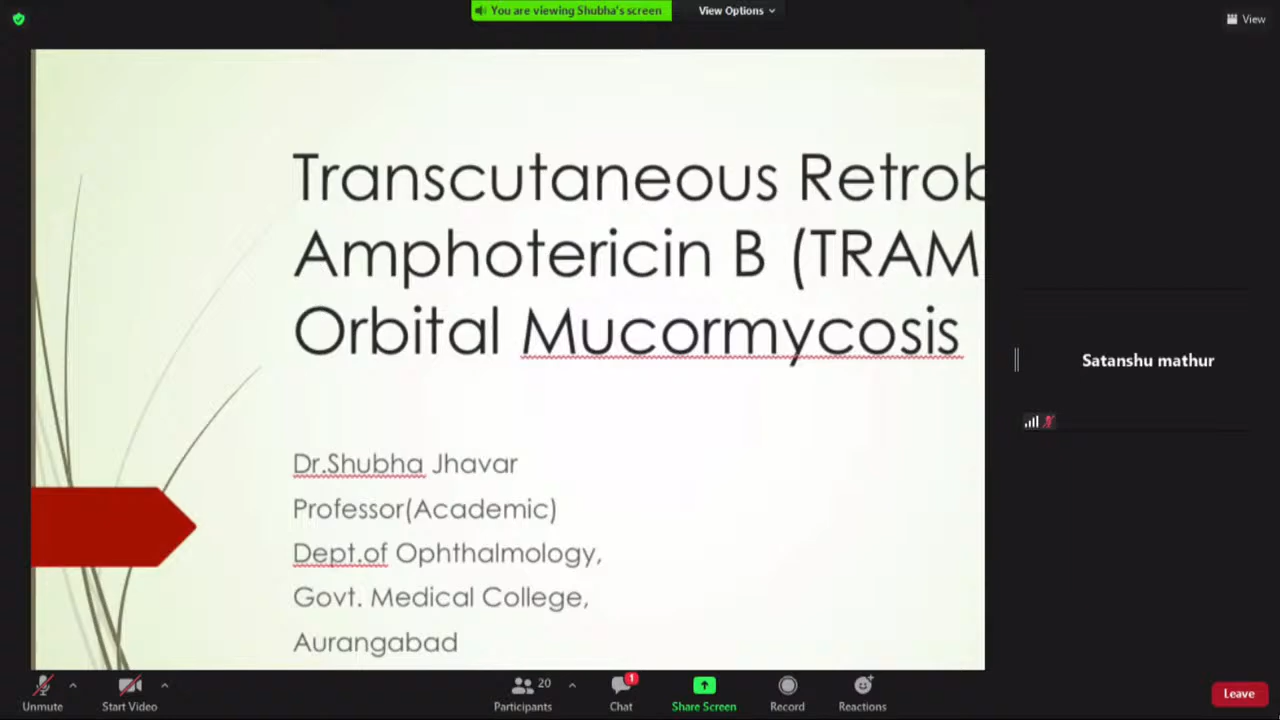 You are viewing Shubha's screen
View Options
View
Transcutaneous Retrob
Amphotericin B (TRAM
Orbital Mucormycosis
Dr.Shubha Jhavar
Professor(Academic)
Dept.of Ophthalmology,
Govt. Medical College,
Aurangabad
Satanshu mathur
Unmute
Start Video
20
Participants
1
Chat
Share Screen
Record
Reactions
Leave